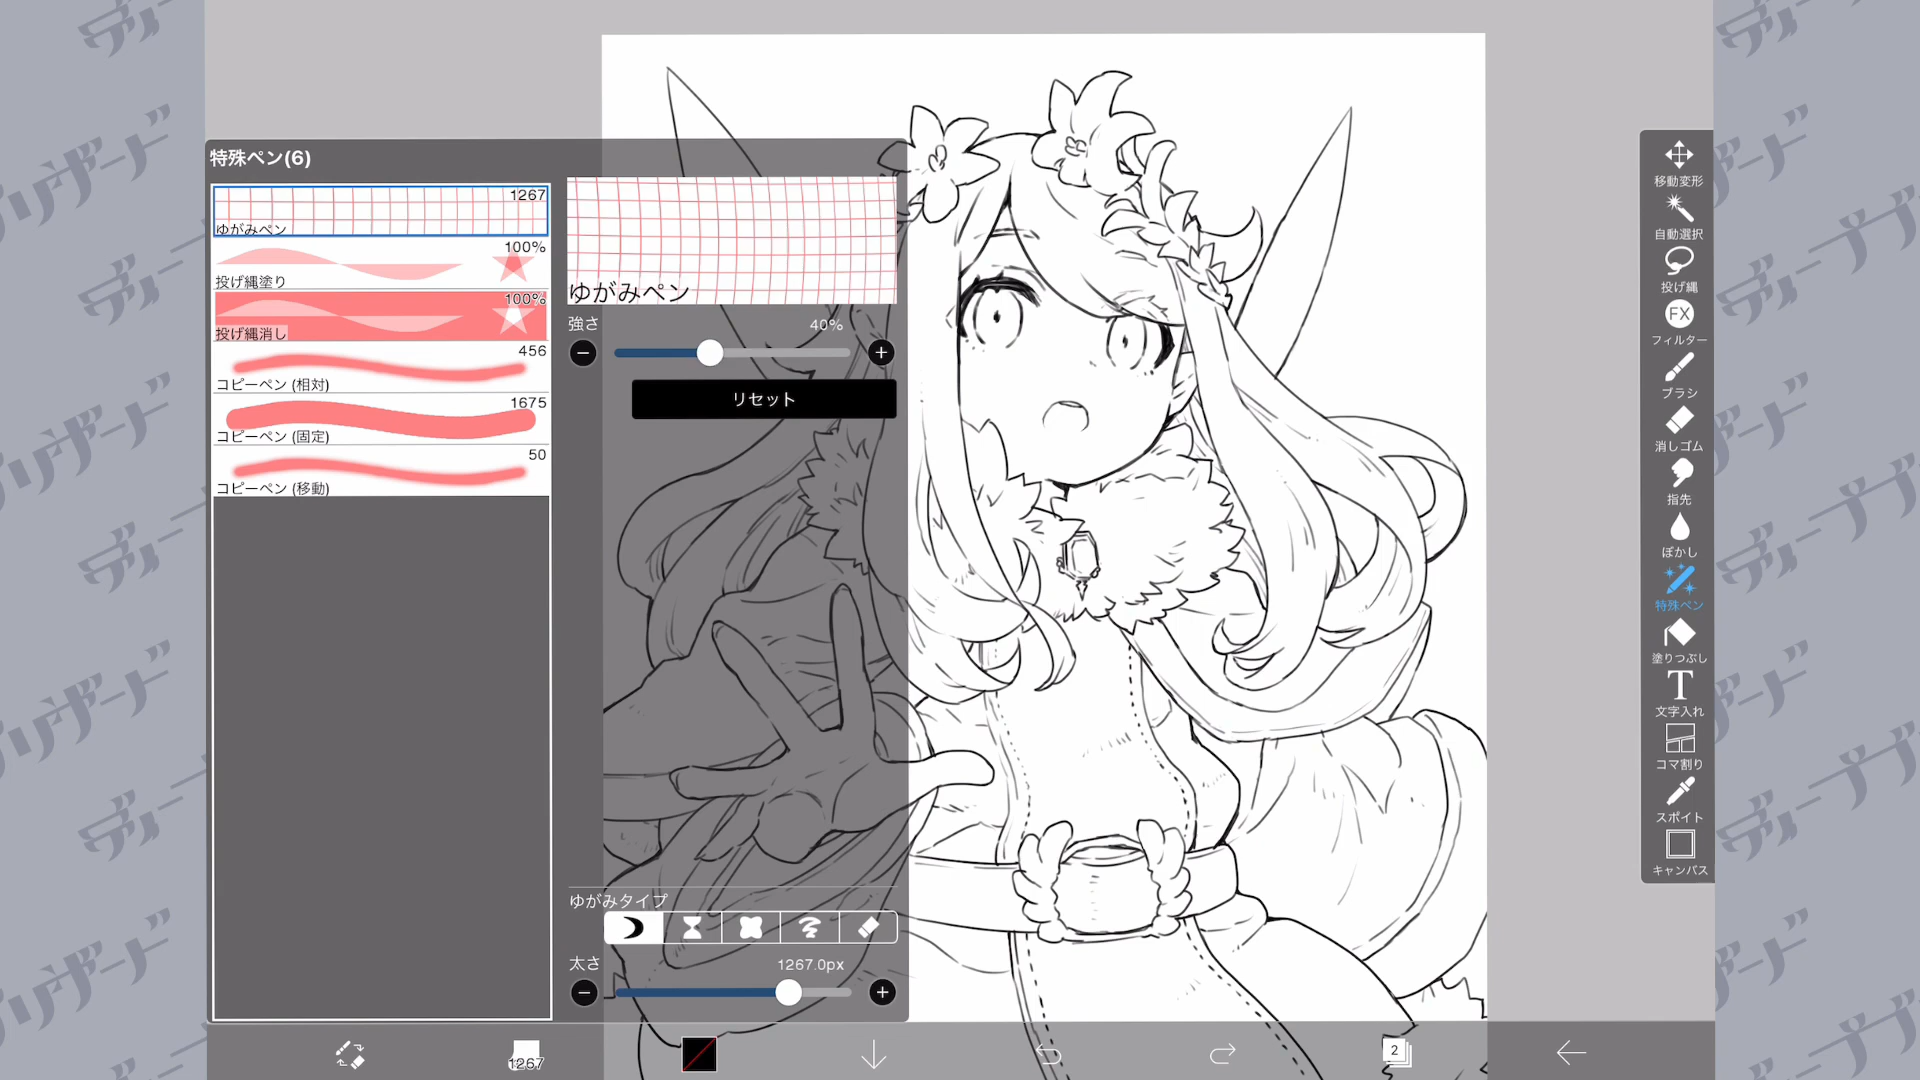 特殊ペン(6)
1267
ゆがみペン
100%
投げ縄塗り
100%
投げ縄消し
456
コピーペン (相対)
1675
コピーペン (固定)
50
コピーペン (移動)
ゆがみペン
強さ
40%
リセット
ゆがみタイプ
太さ
1267.0px
移動変形
自動選択
投げ縄
FX
フィルター
ブラシ
消しゴム
指先
ぼかし
特殊ペン
塗りつぶし
T
文字入れ
コマ割り
スポイト
キャンバス
1267
2